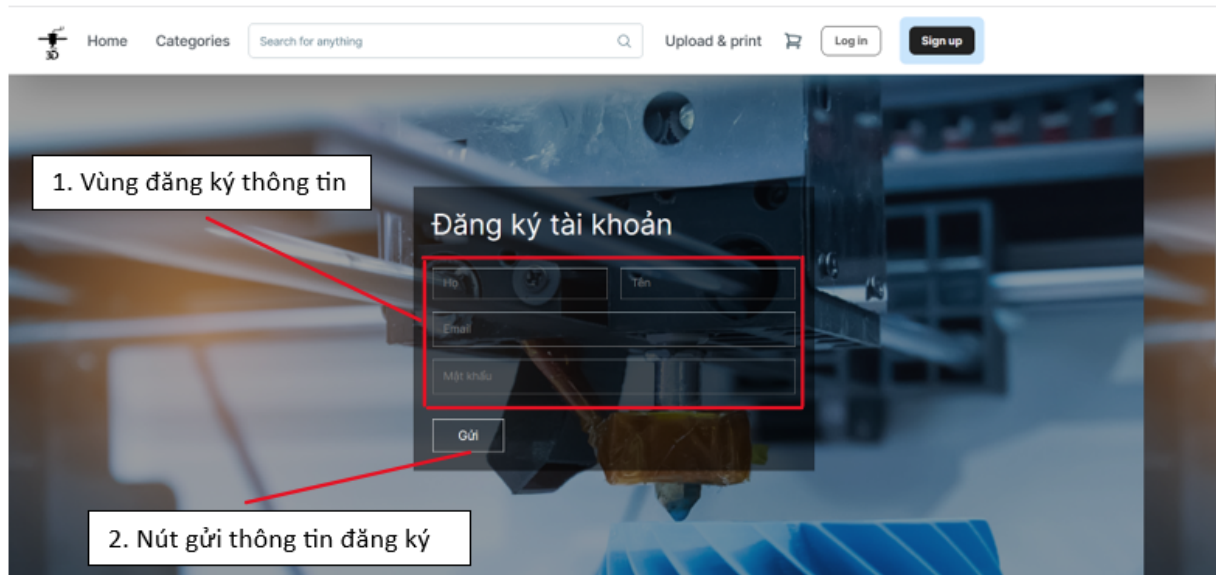 Home Categories Search for anything Upload & print Log in Sign up
3D
1. Vùng đăng ký thông tin
Đăng ký tài khoản
Họ Tên
Email
Mật khẩu
Gửi
2. Nút gửi thông tin đăng ký